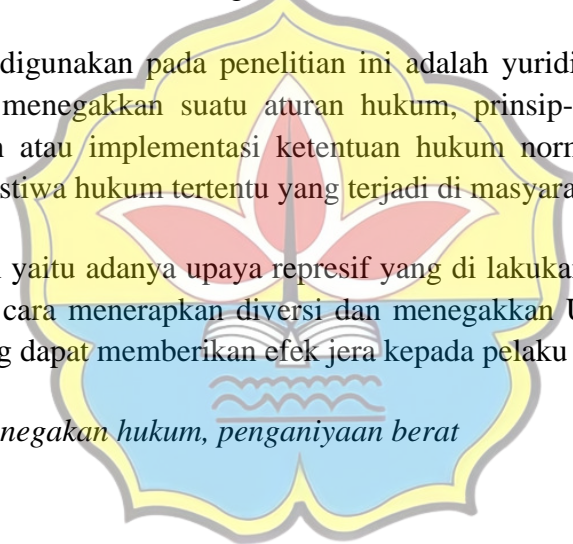 digunakan pada penelitian ini adalah yuridi
menegakkan suatu aturan hukum, prinsip-
atau implementasi ketentuan hukum norm
stiwa hukum tertentu yang terjadi di masyara
yaitu adanya upaya represif yang di lakukan
cara menerapkan diversi dan menegakkan U
g dapat memberikan efek jera kepada pelaku
negakan hukum, penganiyaan berat